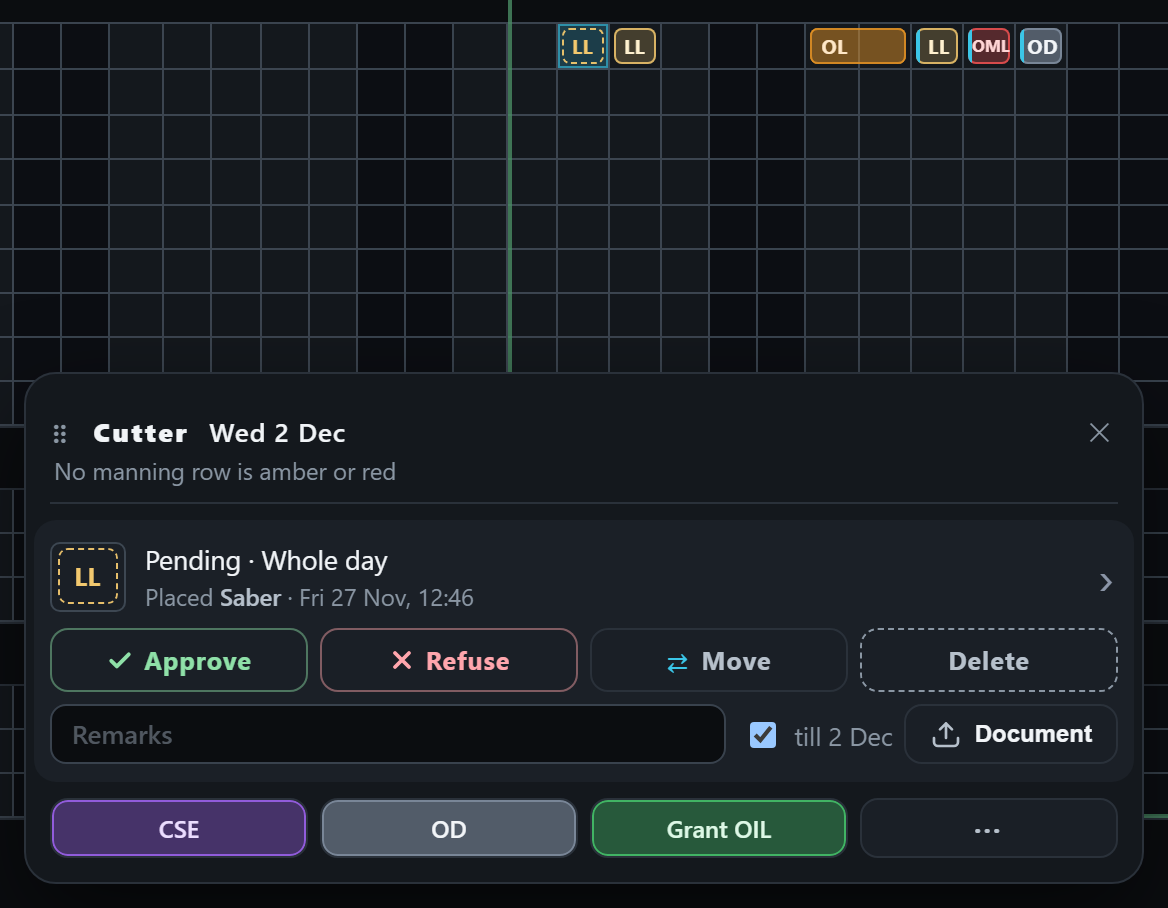 LL LL OL LL OML OD
Cutter Wed 2 Dec
No manning row is amber or red
LL
Pending · Whole day
Placed Saber · Fri 27 Nov, 12:46
Approve Refuse Move Delete
Remarks till 2 Dec Document
CSE OD Grant OIL ...